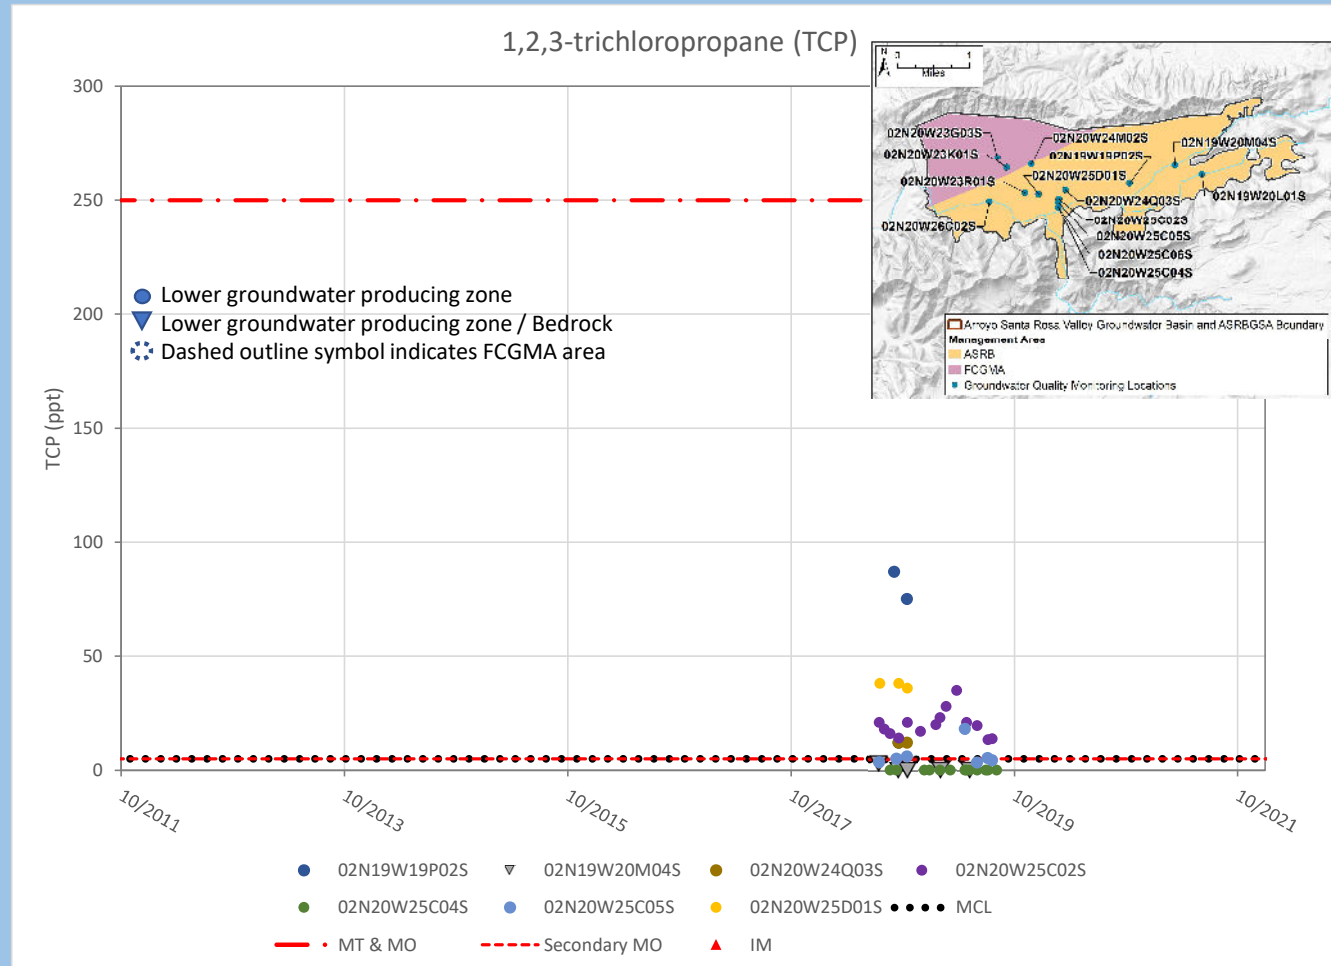 1,2,3-trichloropropane (TCP)
300
250
200
150
100
50
0
TCP (ppt)
Lower groundwater producing zone
Lower groundwater producing zone / Bedrock
Dashed outline symbol indicates FCGMA area
N
0 1
Miles
02N20W23G03S
02N20W24M02S
02N19W20M04S
02N20W23K01S
02N19W19P02S
02N20W23R01S
02N20W25D01S
02N19W20L01S
02N20W24Q03S
02N20W26C02S
02N20W25C02S
02N20W25C05S
02N20W25C06S
02N20W25C04S
Arroyo Santa Rosa Valley Groundwater Basin and ASRBGSA Boundary
Management Area
ASRB
FCGMA
Groundwater Quality Monitoring Locations
10/2011
10/2013
10/2015
10/2017
10/2019
10/2021
02N19W19P02S
02N19W20M04S
02N20W24Q03S
02N20W25C02S
02N20W25C04S
02N20W25C05S
02N20W25D01S
MCL
MT & MO
Secondary MO
IM